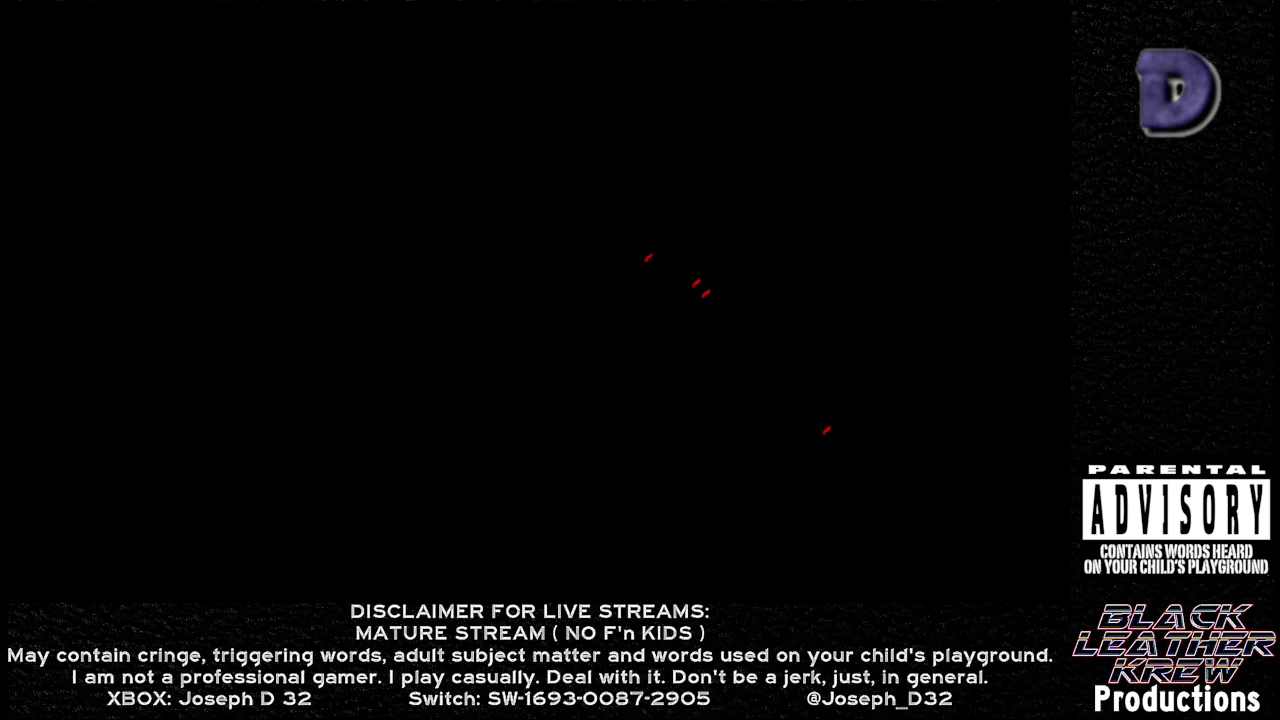 D
PARENTAL
ADVISORY
CONTAINS WORDS HEARD
ON YOUR CHILD'S PLAYGROUND
DISCLAIMER FOR LIVE STREAMS:
MATURE STREAM ( NO F'n KIDS )
May contain cringe, triggering words, adult subject matter and words used on your child's playground.
I am not a professional gamer. I play casually. Deal with it. Don't be a jerk, just, in general.
XBOX: Joseph D 32 Switch: SW-1693-0087-2905 @Joseph_D32
BLACK
LEATHER
KREW
Productions